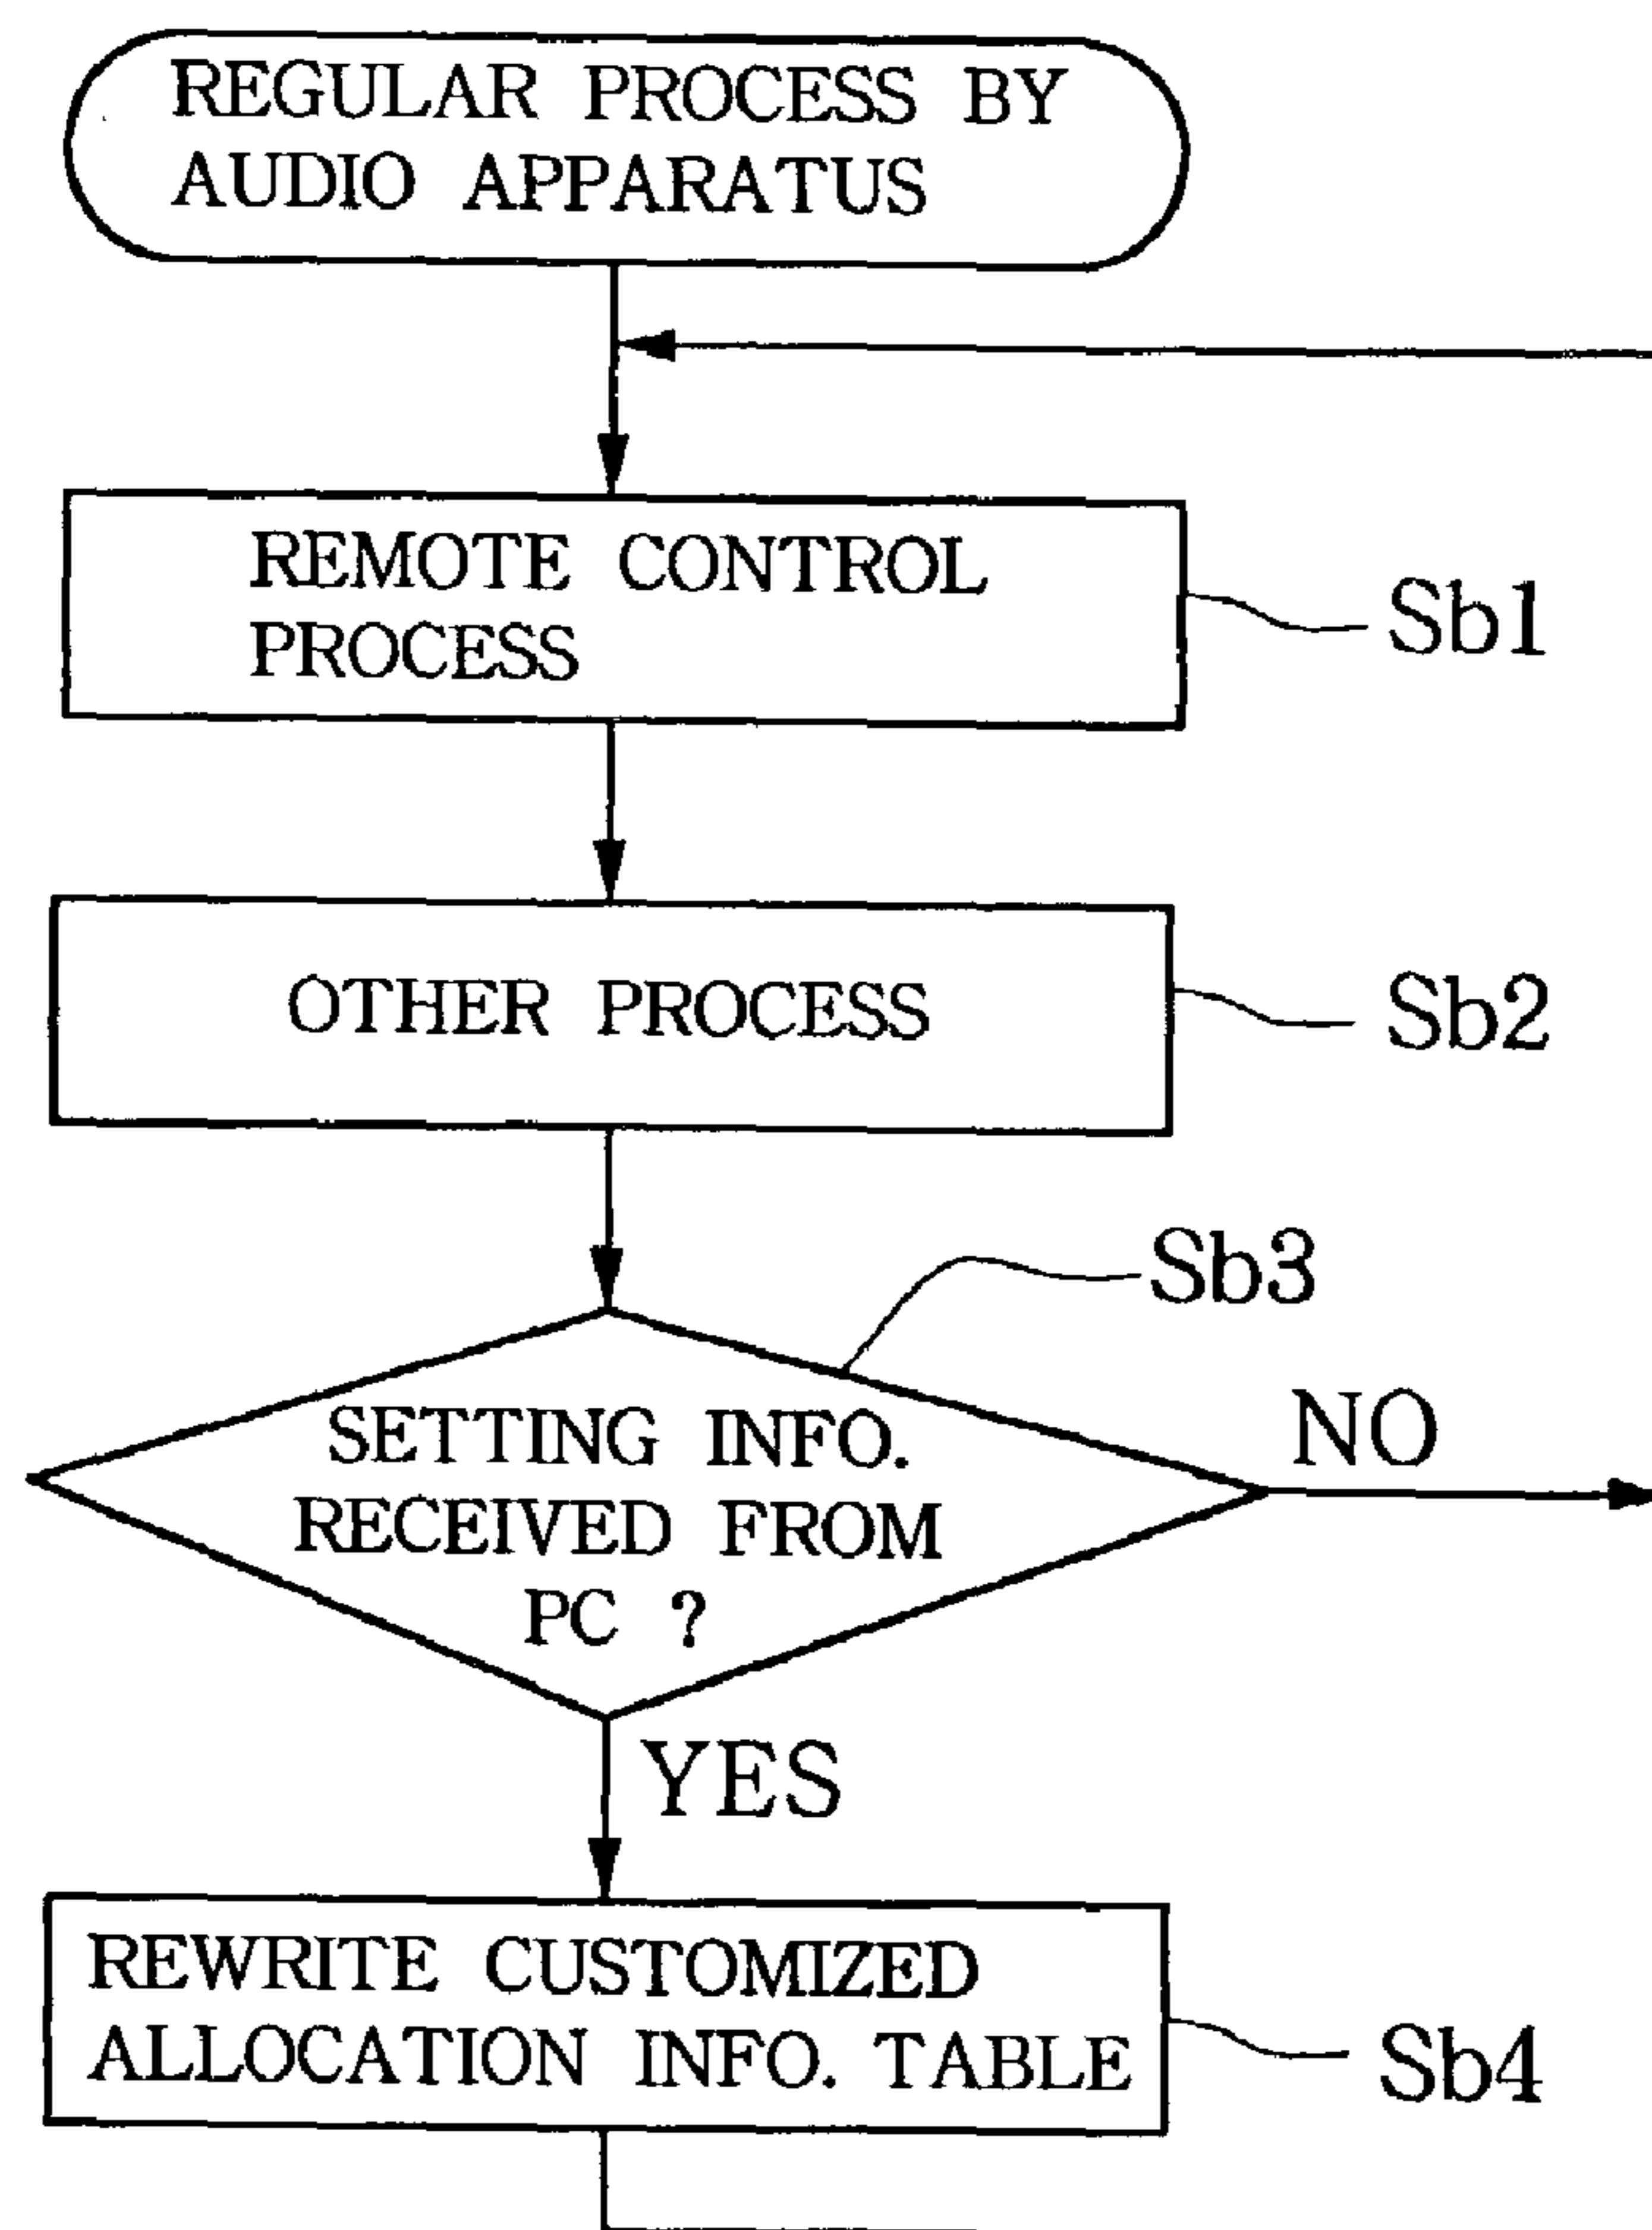 REGULAR PROCESS BY
AUDIO APPARATUS
REMOTE CONTROL
PROCESS
Sb1
OTHER PROCESS
Sb2
Sb3
SETTING INFO.
RECEIVED FROM
PC ?
NO
YES
REWRITE CUSTOMIZED
ALLOCATION INFO. TABLE
Sb4